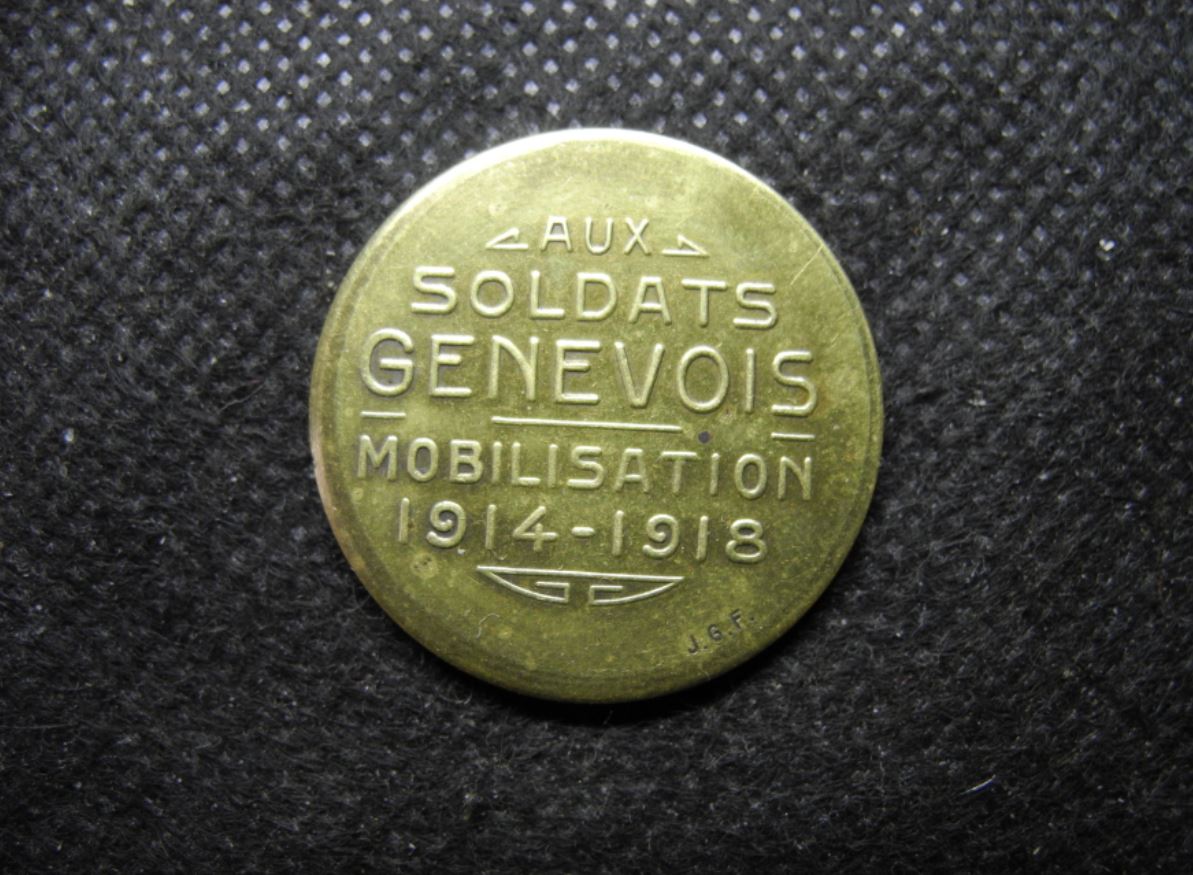 AUX
SOLDATS
GENEVOIS
MOBILISATION
1914-1918
J.G.F.